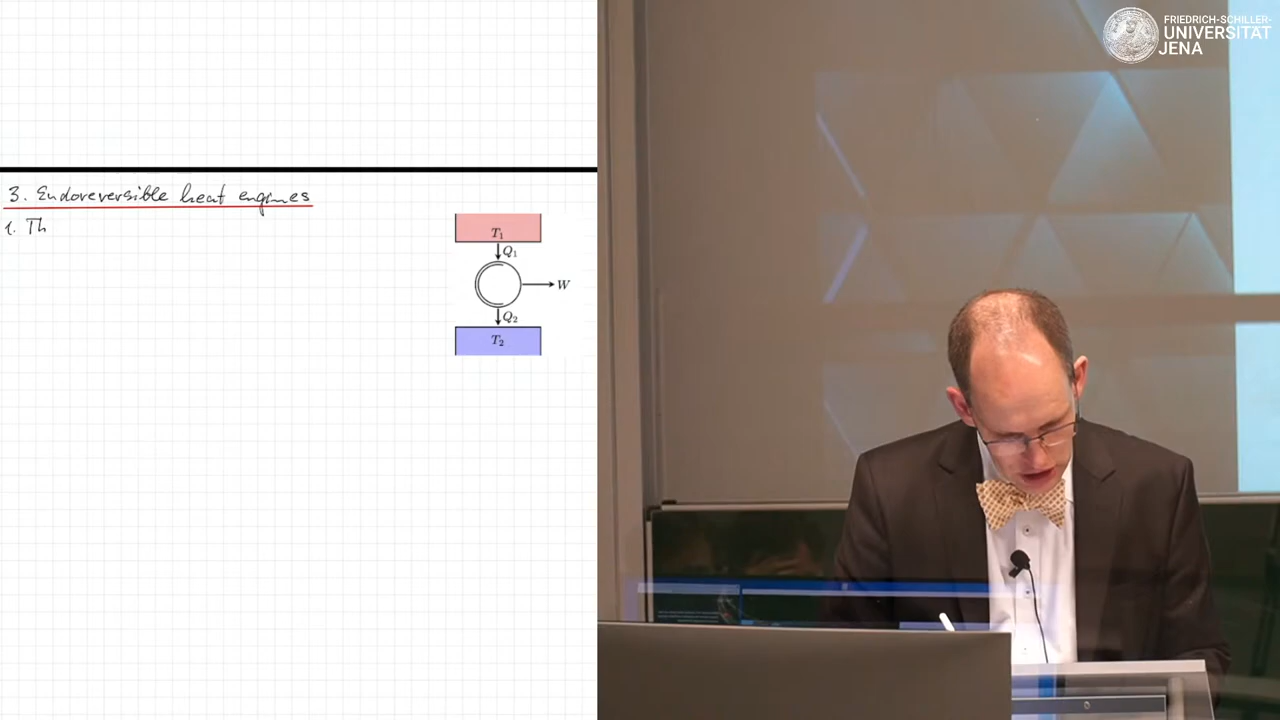 3. Endoreversible heat engines
1. Th
T₁
Q₁
W
Q₂
T₂
FRIEDRICH-SCHILLER-
UNIVERSITÄT
JENA